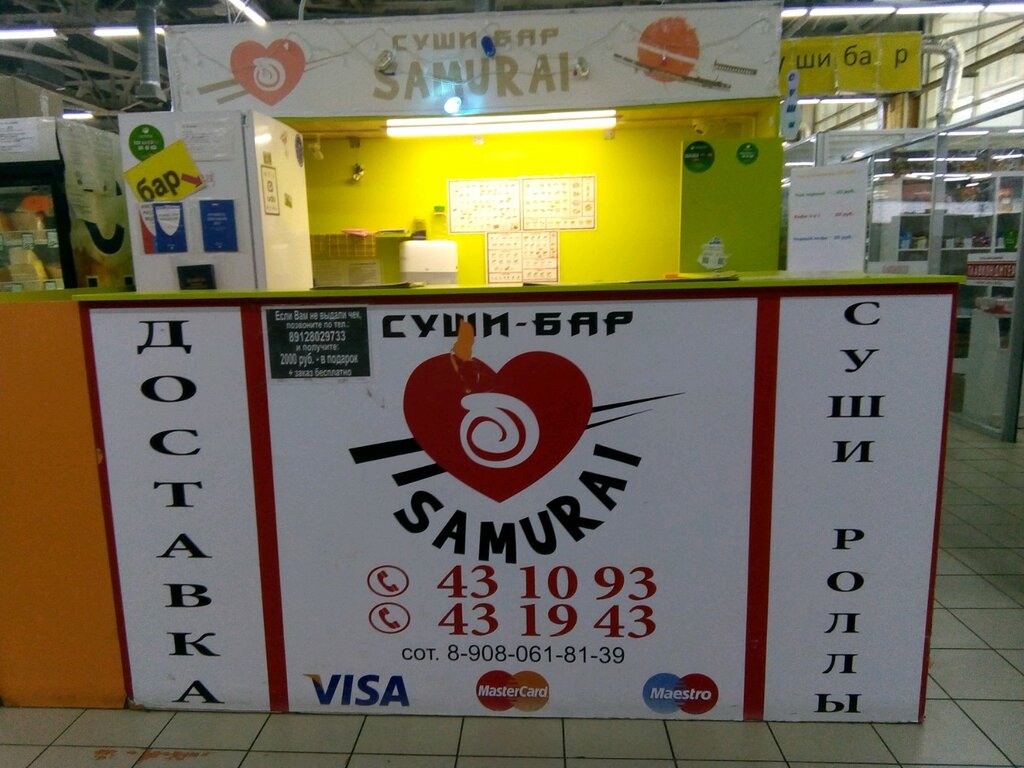 СУШИ-БАР
SAMURAI
уши ба р
бар
Если Вам не выдали чек,
позвоните по тел.:
89128029733
и получите:
2000 руб. - в подарок
+ заказ бесплатно
ДОСТАВКА
СУШИ-БАР
SAMURAI
43 10 93
43 19 43
сот. 8-908-061-81-39
VISA
MasterCard
Maestro
СУШИ РОЛЛЫ